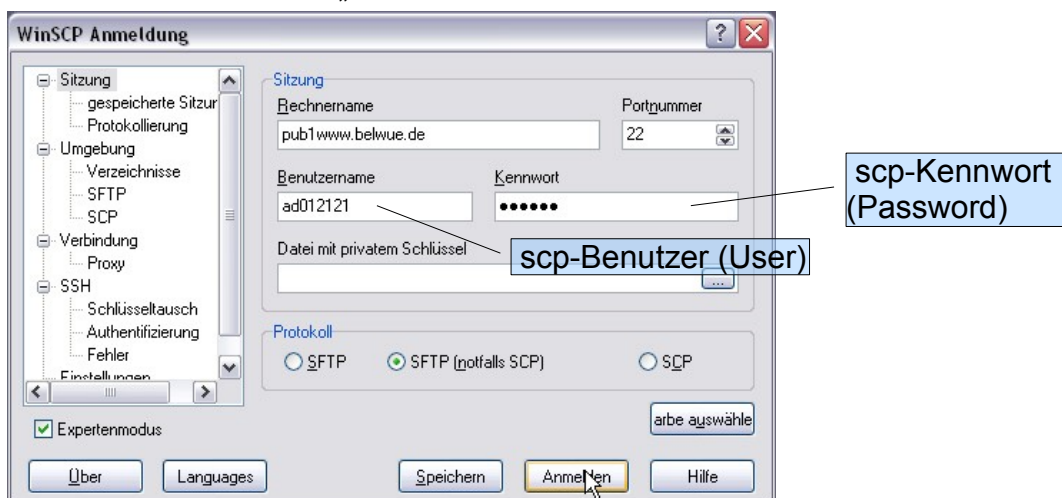 „
WinSCP Anmeldung
Sitzung
gespeicherte Sitzur
Protokollierung
Umgebung
Verzeichnisse
SFTP
SCP
Verbindung
Proxy
SSH
Schlüsseltausch
Authentifizierung
Fehler
Einstellungen
Expertenmodus
Sitzung
Rechnername
Portnummer
pub1www.belwue.de
22
Benutzername
Kennwort
ad012121
●●●●●●
scp-Kennwort
(Password)
Datei mit privatem Schlüssel
scp-Benutzer (User)
...
Protokoll
SFTP
SFTP (notfalls SCP)
SCP
arbe auswähle
Über
Languages
Speichern
Anmelden
Hilfe